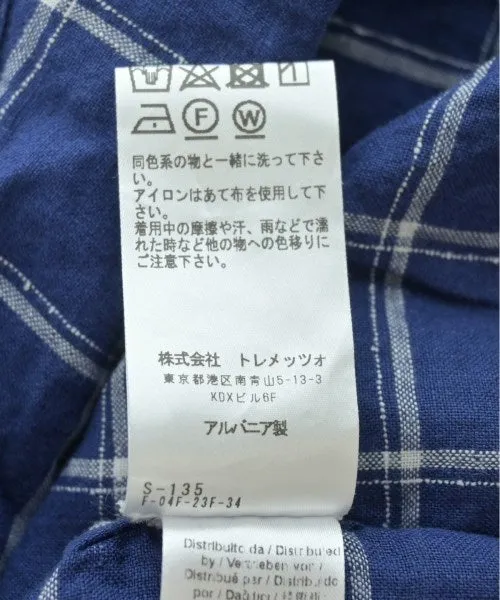 F W
同色系の物と一緒に洗って下さ
い。
アイロンはあて布を使用して下さい。
着用中の摩擦や汗、雨などで濡
れた時など他の物への色移りに
ご注意下さい。
株式会社 トレメッツォ
東京都港区南青山5-13-3
KDXビル6F
アルバニア製
S-135
F-04F-23F-34
Distribuito da / Distributed
by / Vertrieben von /
Distribué par / Distribuido
por / Dağıtıcı /